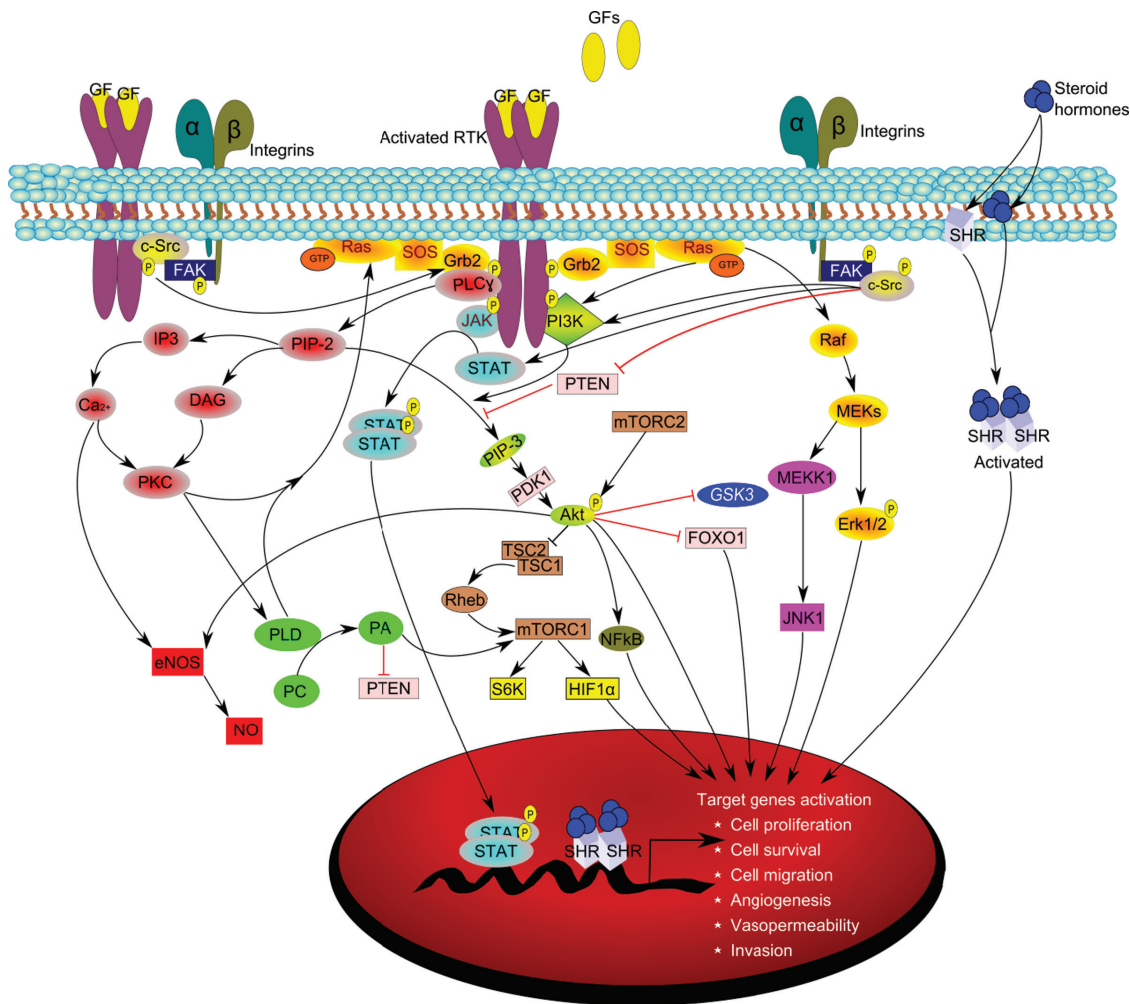 GFs
GF
GF
α
β
Integrins
Activated RTK
GF
GF
α
β
Integrins
Steroid
hormones
c-Src
P
FAK
P
GTP
Ras
SOS
Grb2
P
PLCγ
P
JAK
STAT
P
Grb2
SOS
Ras
GTP
P
PI3K
FAK
P
c-Src
P
SHR
IP3
PIP-2
Ca2+
DAG
PKC
STAT
P
P
STAT
PTEN
Raf
MEKs
mTORC2
PIP-3
PDK1
MEKK1
GSK3
Akt
P
Erk1/2
P
FOXO1
SHR
SHR
Activated
TSC2
TSC1
Rheb
JNK1
PLD
PA
mTORC1
NFkB
eNOS
PC
PTEN
S6K
HIF1α
NO
STAT
P
P
STAT
SHR
SHR
Target genes activation
★ Cell proliferation
★ Cell survival
★ Cell migration
★ Angiogenesis
★ Vasopermeability
★ Invasion